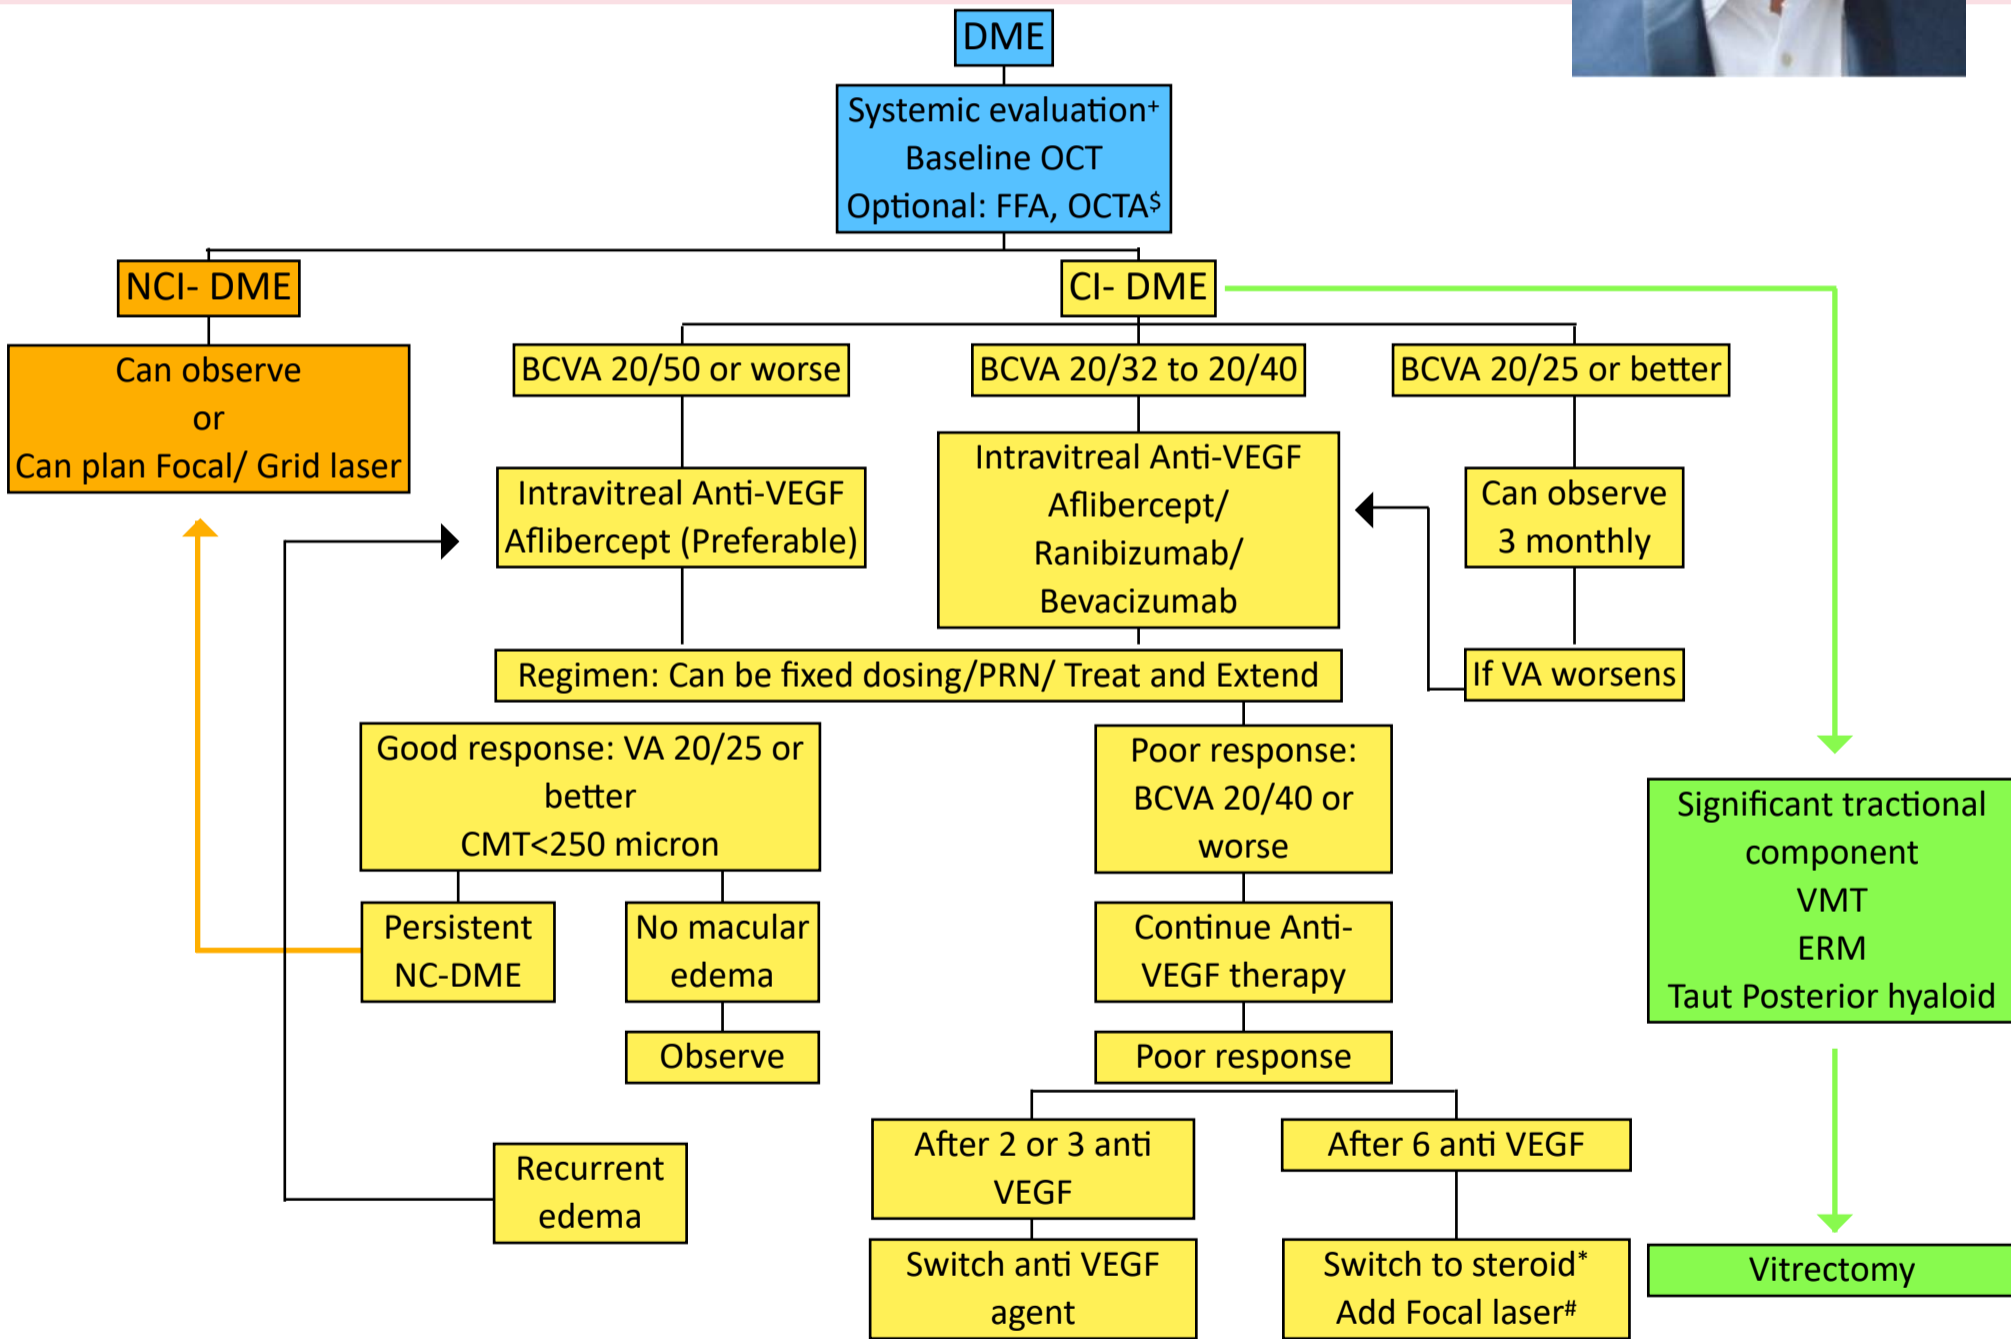 DME
Systemic evaluation+
Baseline OCT
Optional: FFA, OCTA$
NCI- DME
CI- DME
Can observe
or
Can plan Focal/ Grid laser
BCVA 20/50 or worse
BCVA 20/32 to 20/40
BCVA 20/25 or better
Intravitreal Anti-VEGF
Aflibercept (Preferable)
Intravitreal Anti-VEGF
Aflibercept/
Ranibizumab/
Bevacizumab
Can observe
3 monthly
Regimen: Can be fixed dosing/PRN/ Treat and Extend
If VA worsens
Good response: VA 20/25 or
better
CMT<250 micron
Poor response:
BCVA 20/40 or
worse
Significant tractional
component
VMT
ERM
Taut Posterior hyaloid
Persistent
NC-DME
No macular
edema
Continue Anti-
VEGF therapy
Observe
Poor response
After 2 or 3 anti
VEGF
After 6 anti VEGF
Recurrent
edema
Switch anti VEGF
agent
Switch to steroid*
Add Focal laser#
Vitrectomy